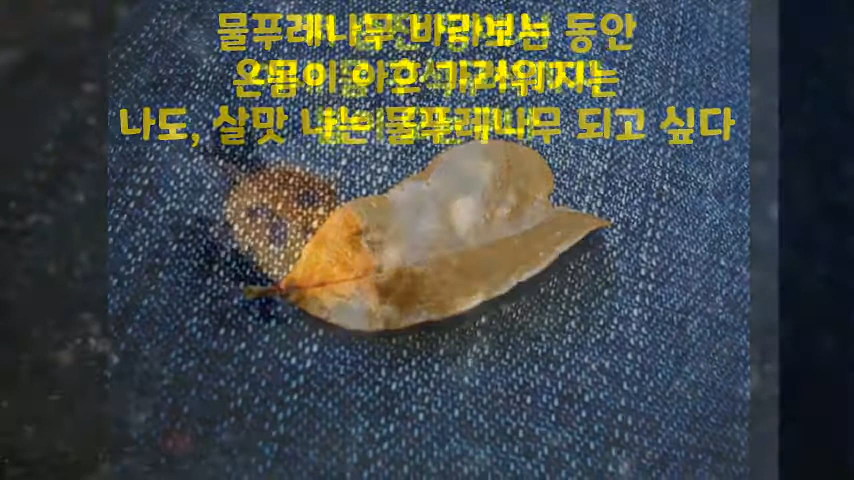 물푸레나무 바라보는 동안
온몸이 아흐 가려워지는
나도, 살맛 나는 물푸레나무 되고 싶다